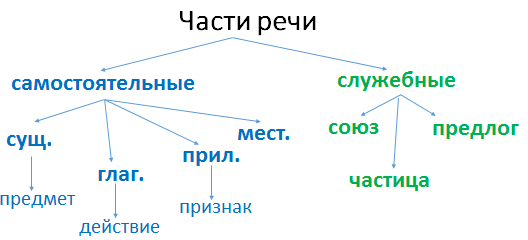 Части речи
самостоятельные
служебные
сущ.
глаг.
прил.
мест.
союз
частица
предлог
предмет
действие
признак